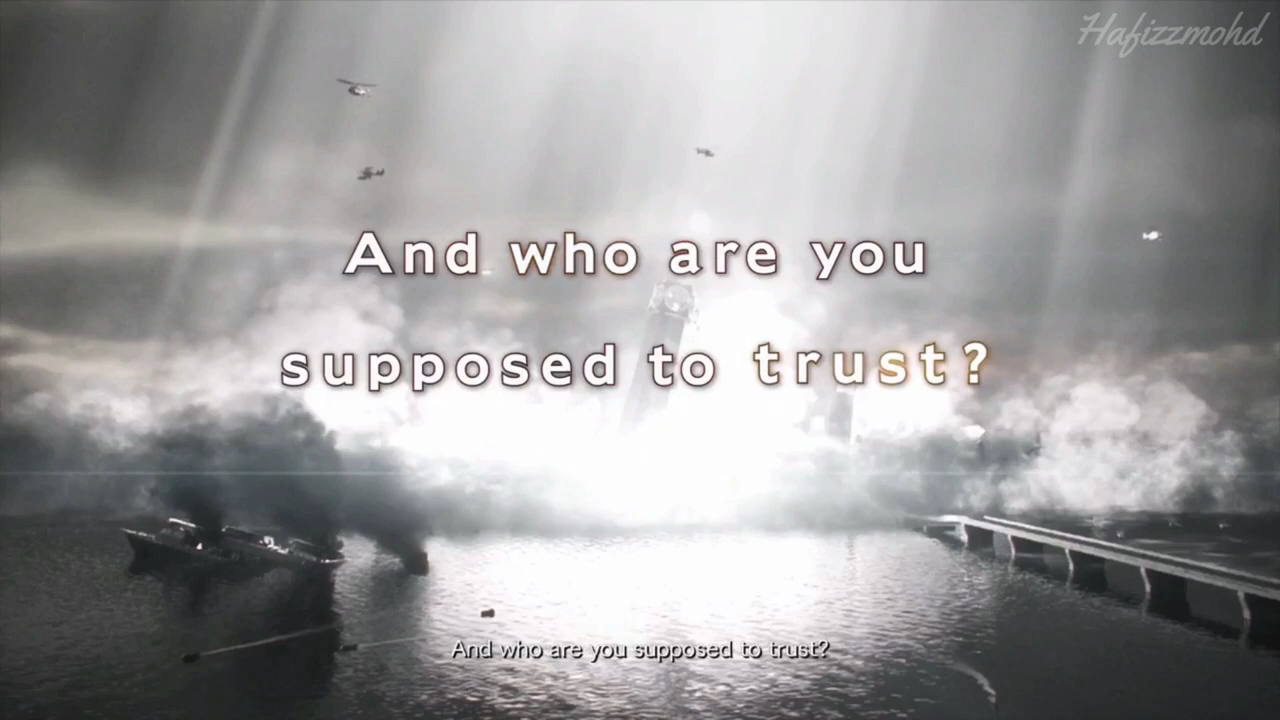 Hafizzmohd
And who are you
supposed to trust?
And who are you supposed to trust?